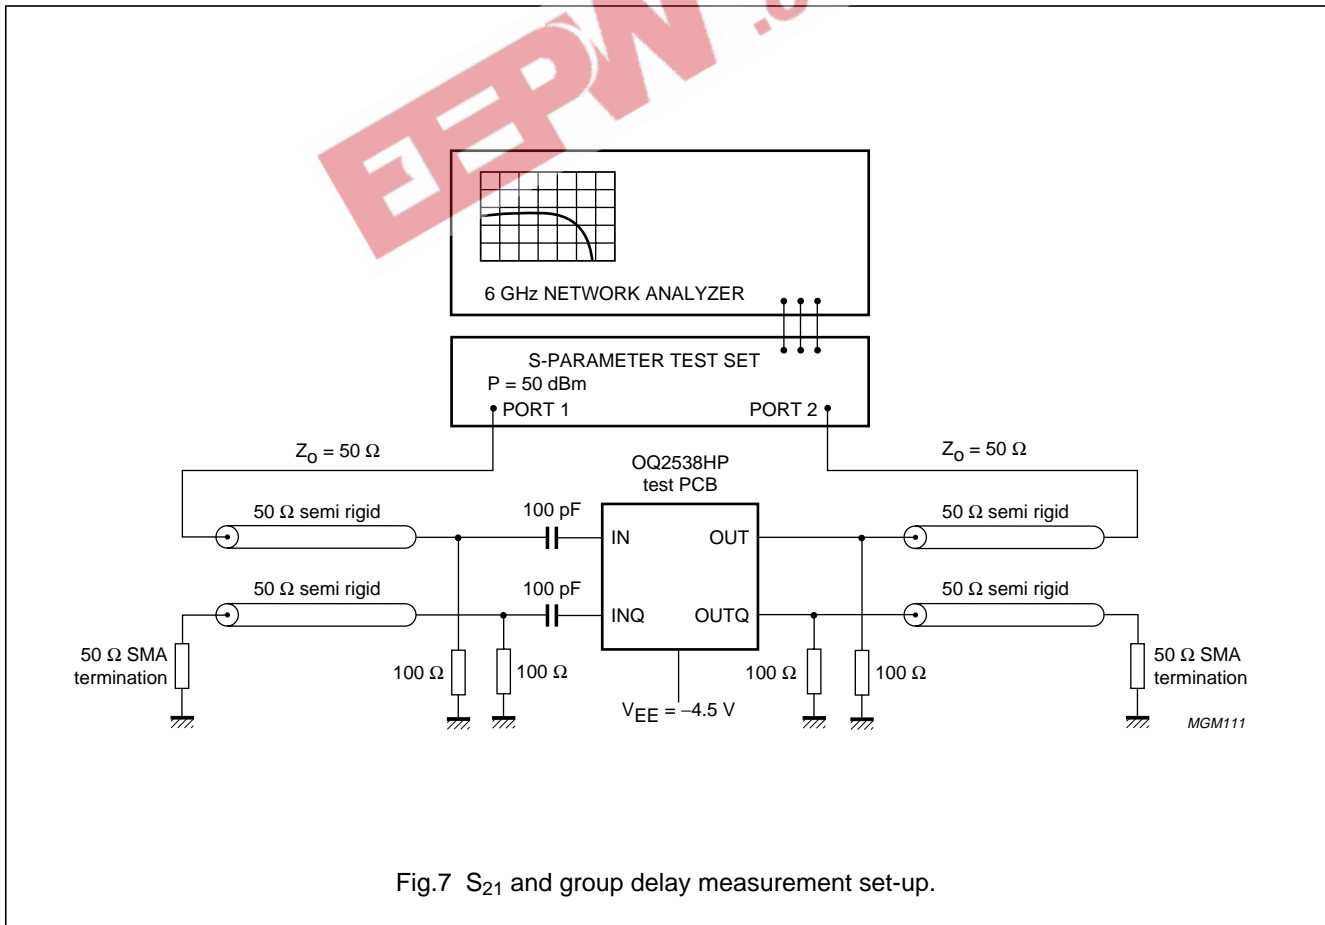 EEPW.c
6 GHz NETWORK ANALYZER
S-PARAMETER TEST SET
P = 50 dBm
PORT 1 PORT 2
Zo = 50 Ω Zo = 50 Ω
OQ2538HP
test PCB
50 Ω semi rigid 100 pF 50 Ω semi rigid
IN OUT
50 Ω semi rigid 100 pF 50 Ω semi rigid
INQ OUTQ
50 Ω SMA
termination
100 Ω 100 Ω 100 Ω 100 Ω
50 Ω SMA
termination
VEE = −4.5 V
MGM111
Fig.7 S21 and group delay measurement set-up.